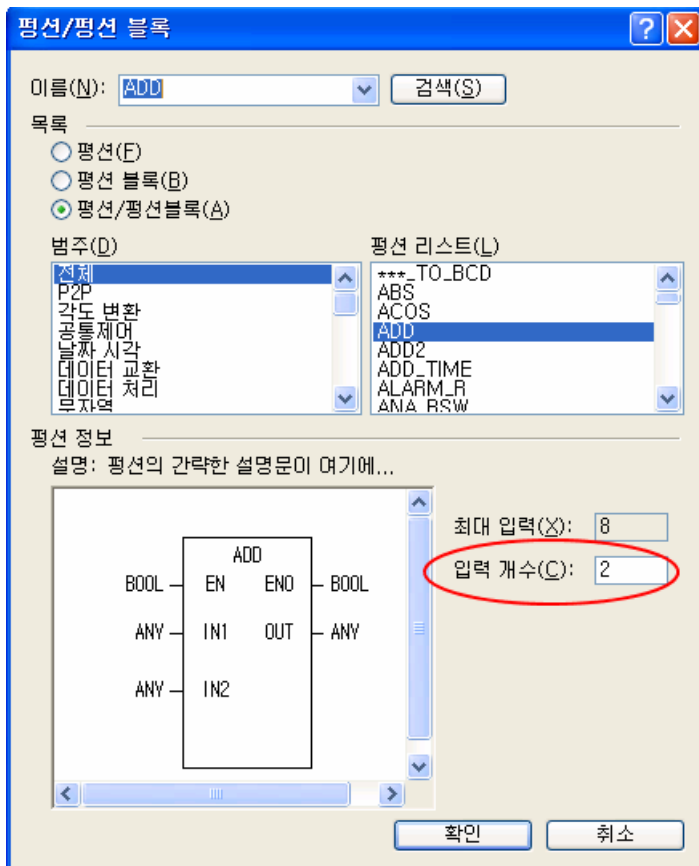 펑션/펑션 블록
이름(N): ADD 검색(S)
목록
펑션(F)
펑션 블록(B)
펑션/펑션블록(A)
범주(D) 펑션 리스트(L)
전체 ***_TO_BCD
P2P ABS
각도 변환 ACOS
공통제어 ADD
날짜 시각 ADD2
데이터 교환 ADD_TIME
데이터 처리 ALARM_R
문자열 ANA_RSW
펑션 정보
설명: 펑션의 간략한 설명문이 여기에...
최대 입력(X): 8
입력 개수(C): 2
ADD
BOOL EN ENO BOOL
ANY IN1 OUT ANY
ANY IN2
확인 취소